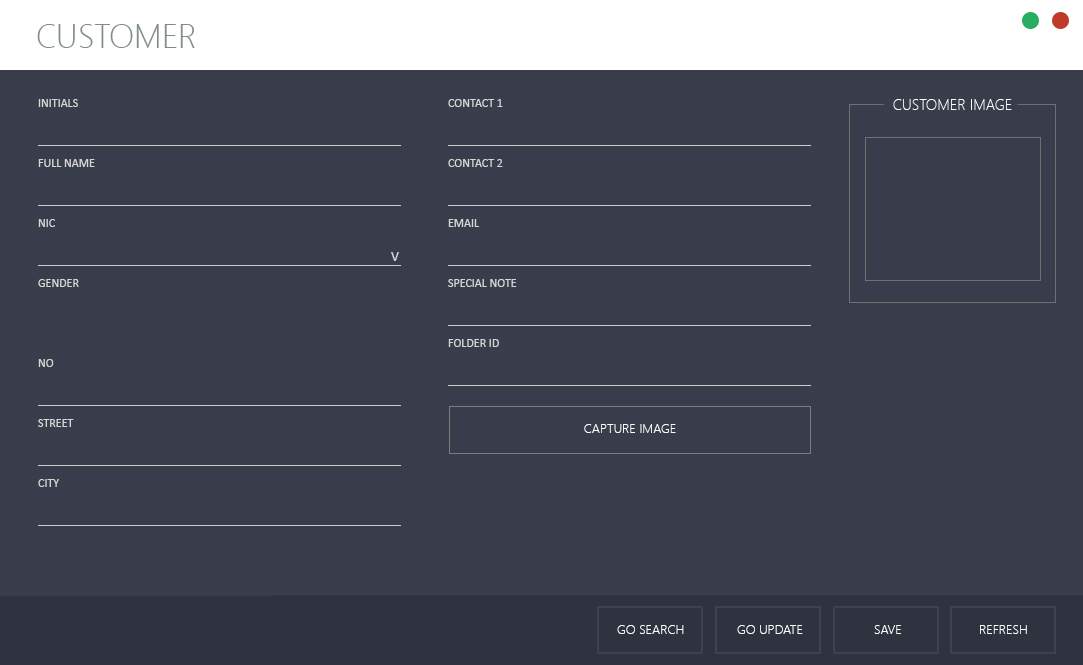 CUSTOMER
INITIALS
FULL NAME
NIC
V
GENDER
NO
STREET
CITY
CONTACT 1
CONTACT 2
EMAIL
SPECIAL NOTE
FOLDER ID
CAPTURE IMAGE
CUSTOMER IMAGE
GO SEARCH
GO UPDATE
SAVE
REFRESH